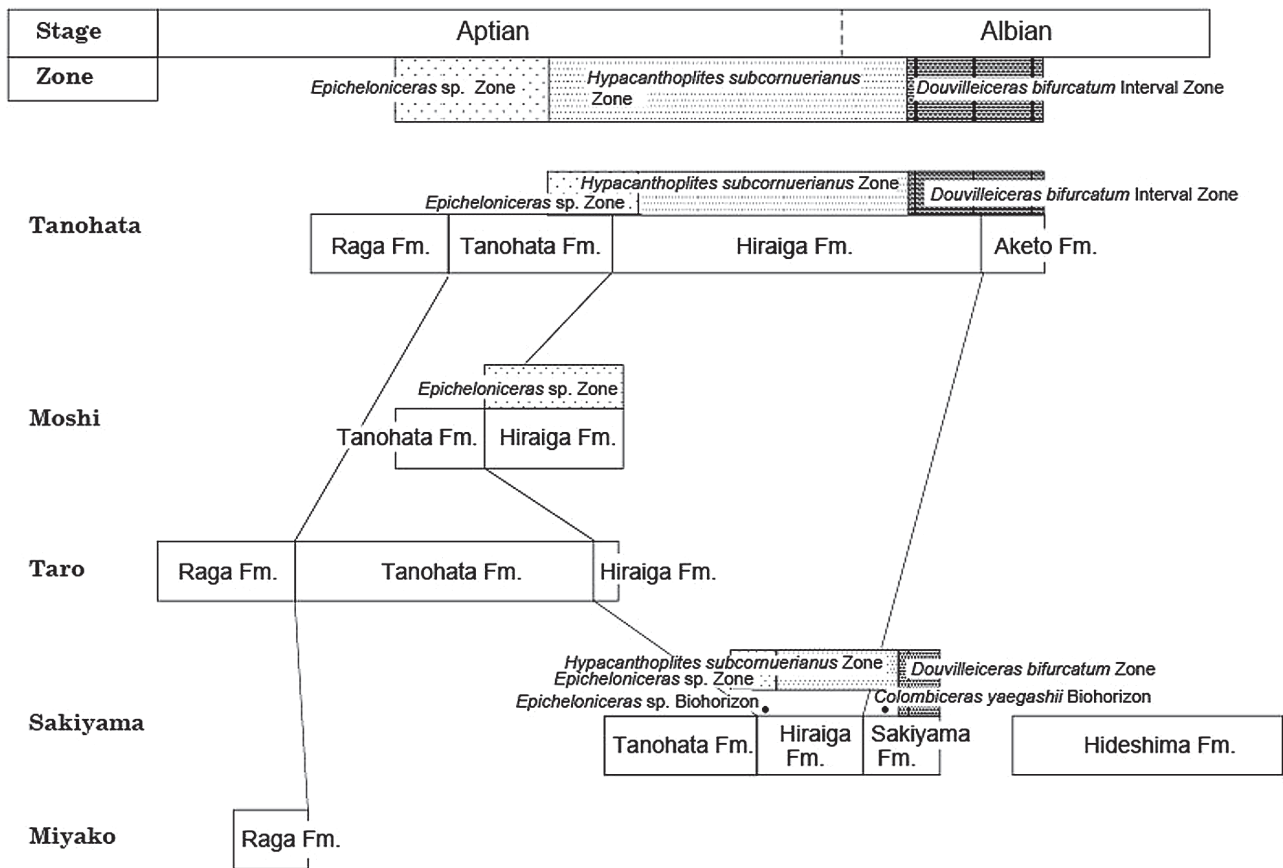 Stage
Aptian
Albian
Zone
Epicheloniceras sp. Zone
Hypacanthoplites subcornuerianus
Zone
Douvilleiceras bifurcatum Interval Zone
Tanohata
Hypacanthoplites subcornuerianus Zone
Epicheloniceras sp. Zone
Douvilleiceras bifurcatum Interval Zone
Raga Fm.
Tanohata Fm.
Hiraiga Fm.
Aketo Fm.
Moshi
Epicheloniceras sp. Zone
Tanohata Fm.
Hiraiga Fm.
Taro
Raga Fm.
Tanohata Fm.
Hiraiga Fm.
Sakiyama
Hypacanthoplites subcornuerianus Zone
Douvilleiceras bifurcatum Zone
Epicheloniceras sp. Zone
Epicheloniceras sp. Biohorizon
Colombiceras yaegashii Biohorizon
Tanohata Fm.
Hiraiga
Fm.
Sakiyama
Fm.
Hideshima Fm.
Miyako
Raga Fm.